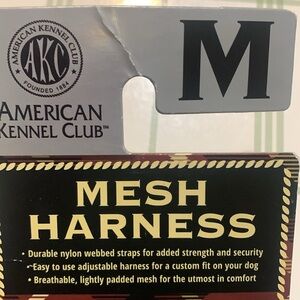 AMERICAN KENNEL CLUB
AKC
FOUNDED 1884
M
AMERICAN
KENNEL CLUB™
MESH
HARNESS
• Durable nylon webbed straps for added strength and security
• Easy to use adjustable harness for a custom fit on your dog
• Breathable, lightly padded mesh for the utmost in comfort